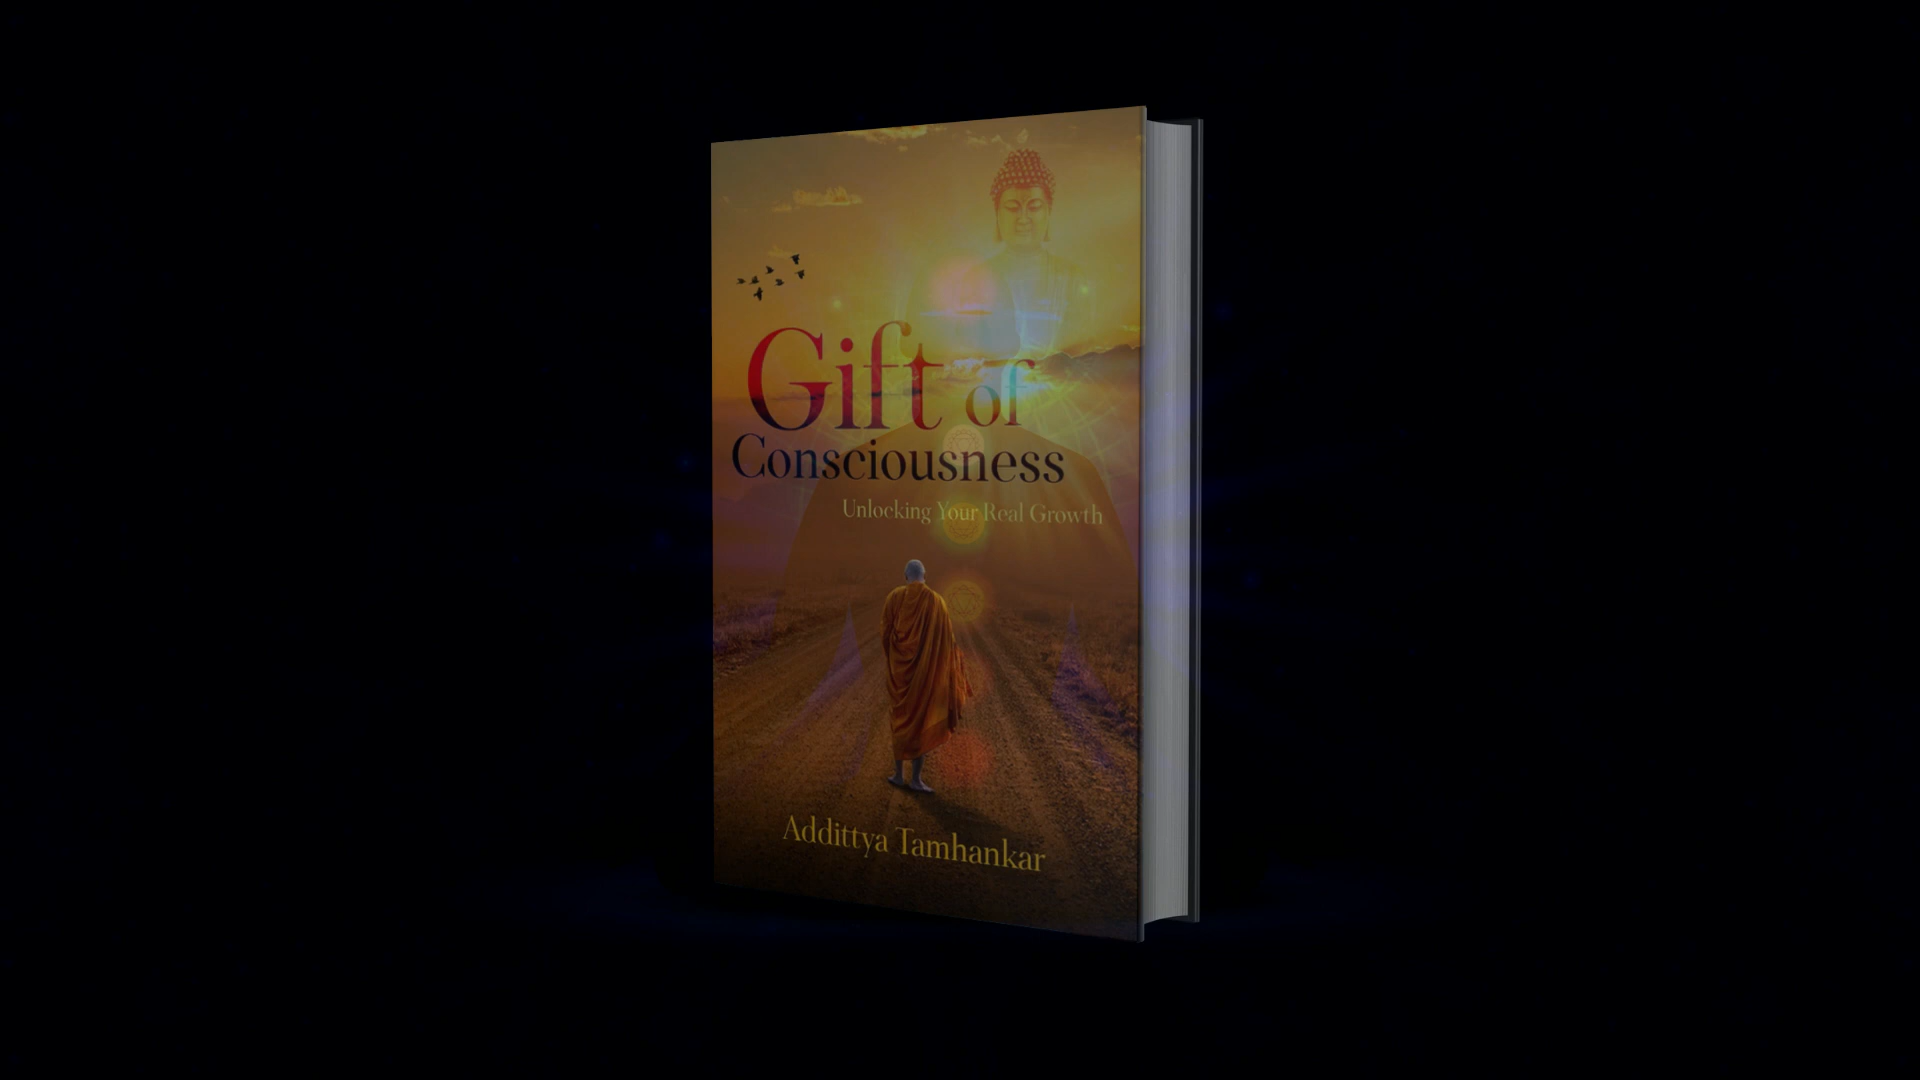 Gift of
Consciousness
Unlocking Your Real Growth
Addittya Tamhankar